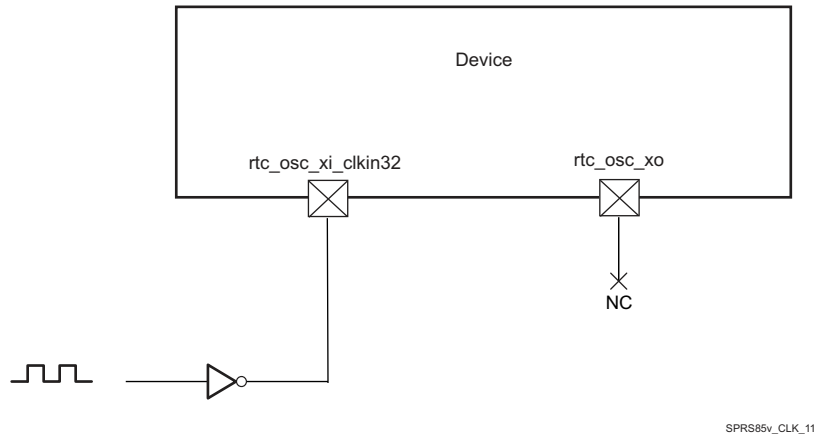 Device
rtc_osc_xi_clkin32
rtc_osc_xo
NC
SPRS85v_CLK_11